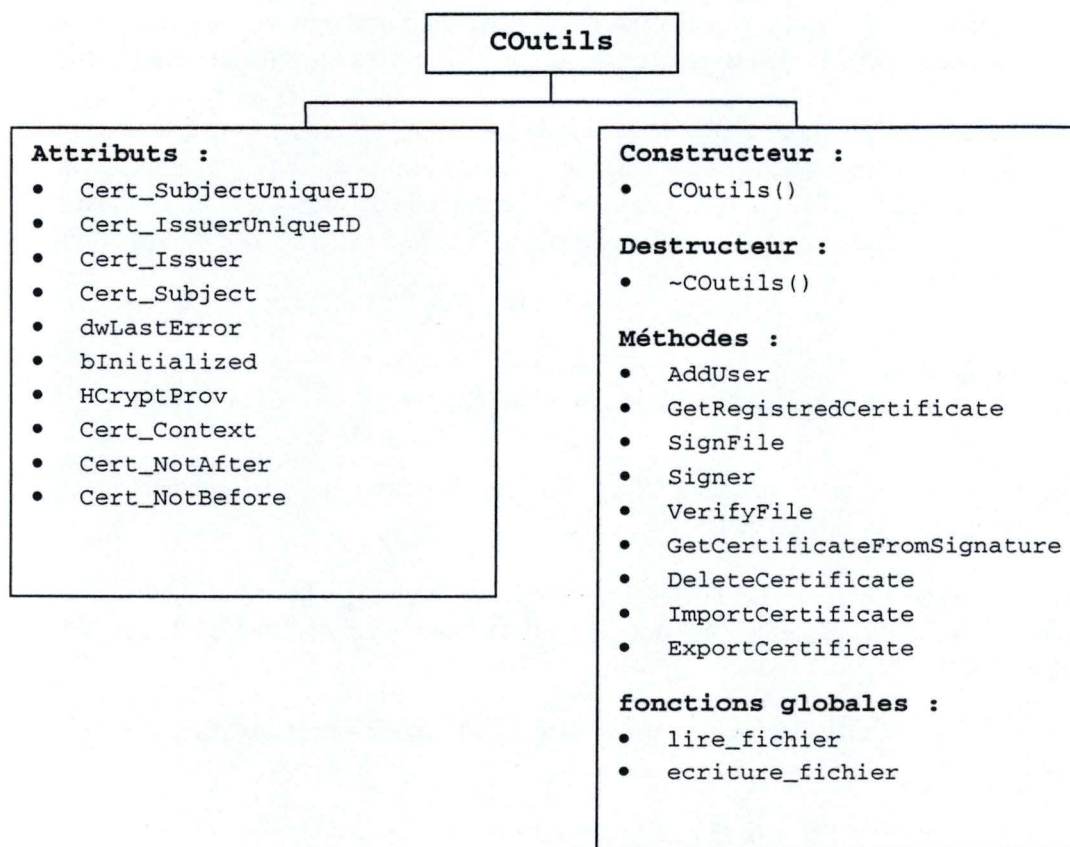 COutils
Attributs :
• Cert_SubjectUniqueID
• Cert_IssuerUniqueID
• Cert_Issuer
• Cert_Subject
• dwLastError
• bInitialized
• HCryptProv
• Cert_Context
• Cert_NotAfter
• Cert_NotBefore
Constructeur :
• COutils()
Destructeur :
• ~COutils()
Méthodes :
• AddUser
• GetRegistredCertificate
• SignFile
• Signer
• VerifyFile
• GetCertificateFromSignature
• DeleteCertificate
• ImportCertificate
• ExportCertificate
fonctions globales :
• lire_fichier
• ecriture_fichier